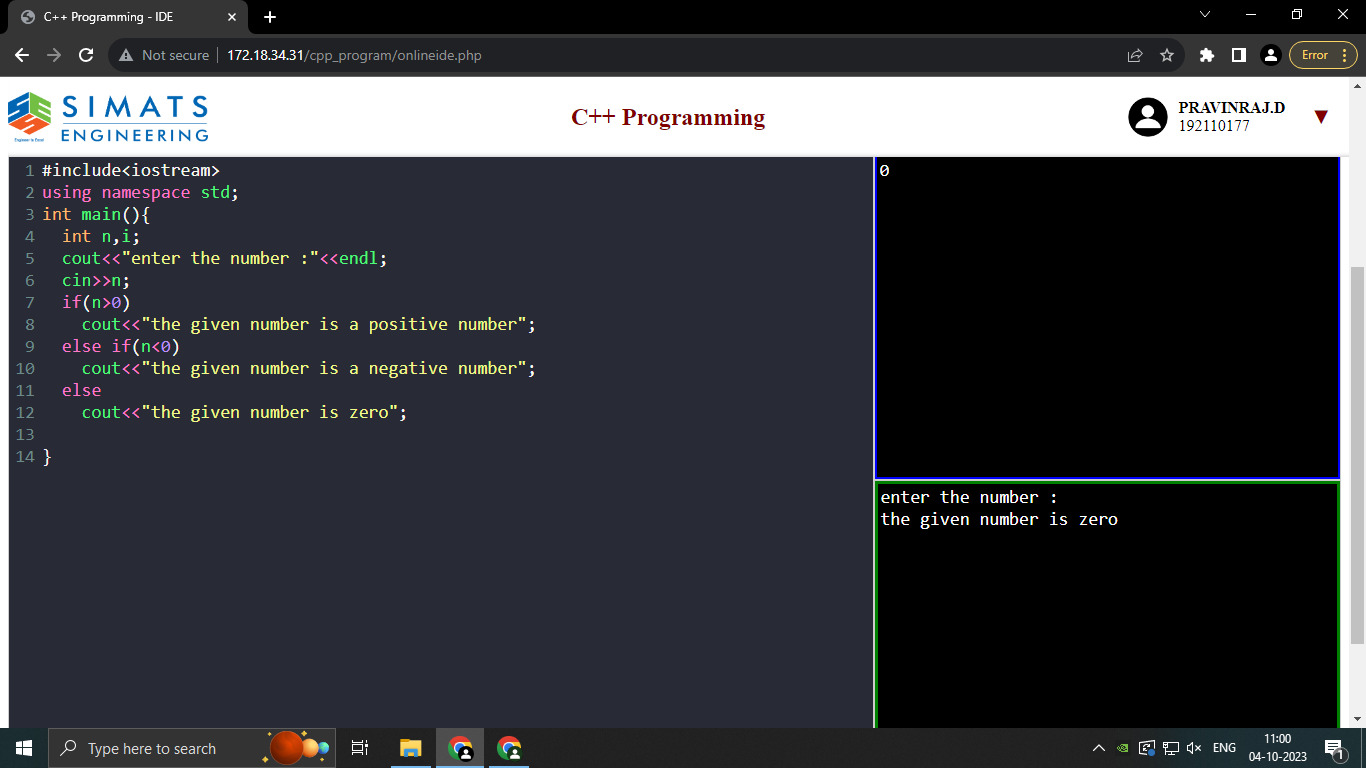 C++ Programming - IDE
Not secure
172.18.34.31/cpp_program/onlineide.php
Error
SIMATS
ENGINEERING
C++ Programming
PRAVINRAJ.D
192110177
1 #include<iostream>
2 using namespace std;
3 int main(){
4 int n,i;
5 cout<<"enter the number :"<<endl;
6 cin>>n;
7 if(n>0)
8 cout<<"the given number is a positive number";
9 else if(n<0)
10 cout<<"the given number is a negative number";
11 else
12 cout<<"the given number is zero";
13
14 }
0
enter the number :
the given number is zero
Type here to search
ENG
11:00
04-10-2023
1